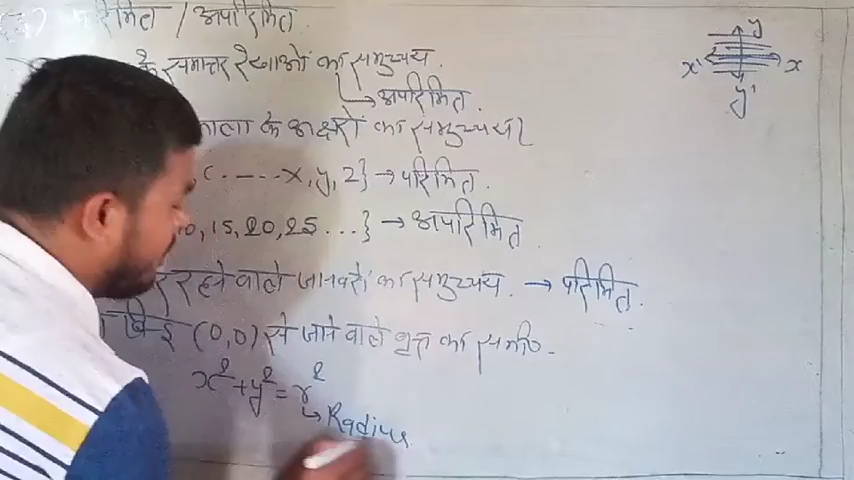 परिमित / अपरिमित
y
के समान्तर रेखाओं का समुच्चय.
x' x
→ अपरिमित.
y'
के अक्षरों का समुच्चय
c .---- x, y, z} → परिमित.
0, 15, 20, 25 ...} → अपरिमित
रहने वाले जानवरों का समुच्चय. → परिमित.
(0,0) से जाने वाले वृत्त का समी०-
x² + y² = r²
→ Radius